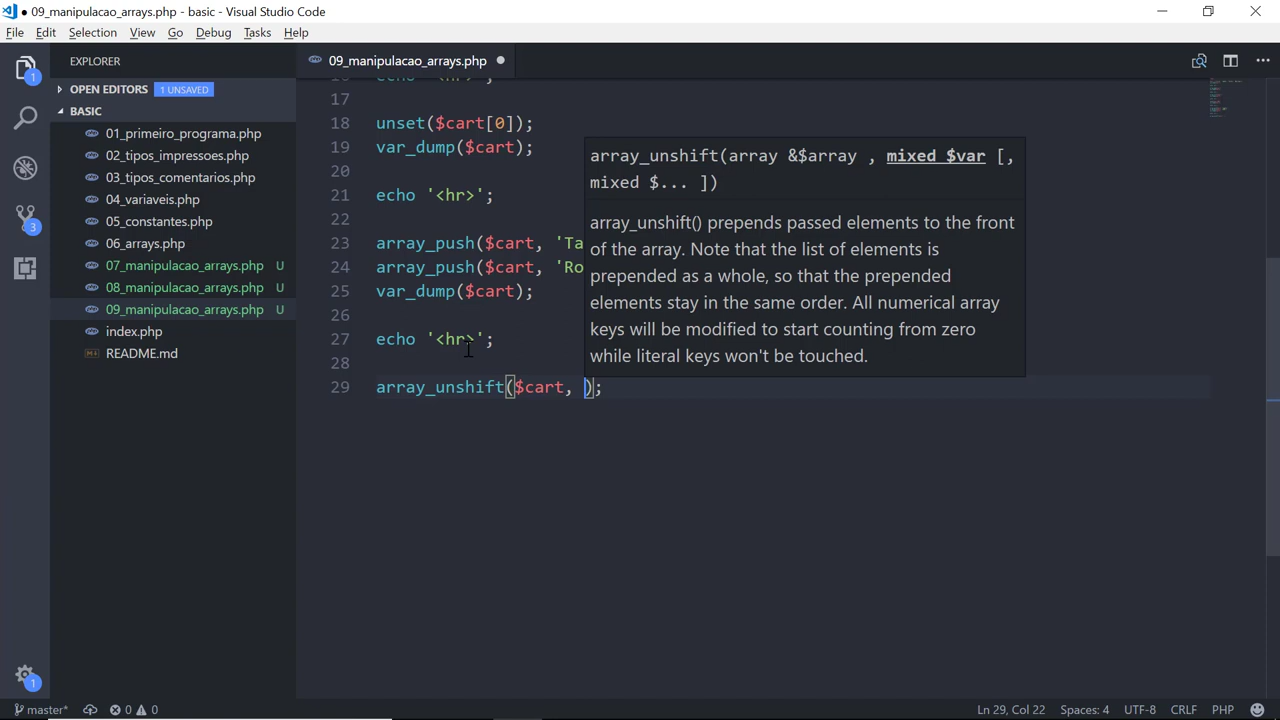 ● 09_manipulacao_arrays.php - basic - Visual Studio Code
File Edit Selection View Go Debug Tasks Help
EXPLORER
09_manipulacao_arrays.php
OPEN EDITORS 1 UNSAVED
BASIC
01_primeiro_programa.php
02_tipos_impressoes.php
03_tipos_comentarios.php
04_variaveis.php
05_constantes.php
06_arrays.php
07_manipulacao_arrays.php U
08_manipulacao_arrays.php U
09_manipulacao_arrays.php U
index.php
README.md
1
3
1
16 echo '<hr>';
17
18 unset($cart[0]);
19 var_dump($cart);
20
21 echo '<hr>';
22
23 array_push($cart, 'Ta
24 array_push($cart, 'Ro
25 var_dump($cart);
26
27 echo '<hr>';
28
29 array_unshift($cart, );
array_unshift(array &$array , mixed $var [,
mixed $... ])
array_unshift() prepends passed elements to the front
of the array. Note that the list of elements is
prepended as a whole, so that the prepended
elements stay in the same order. All numerical array
keys will be modified to start counting from zero
while literal keys won't be touched.
master* 0 0 Ln 29, Col 22 Spaces: 4 UTF-8 CRLF PHP